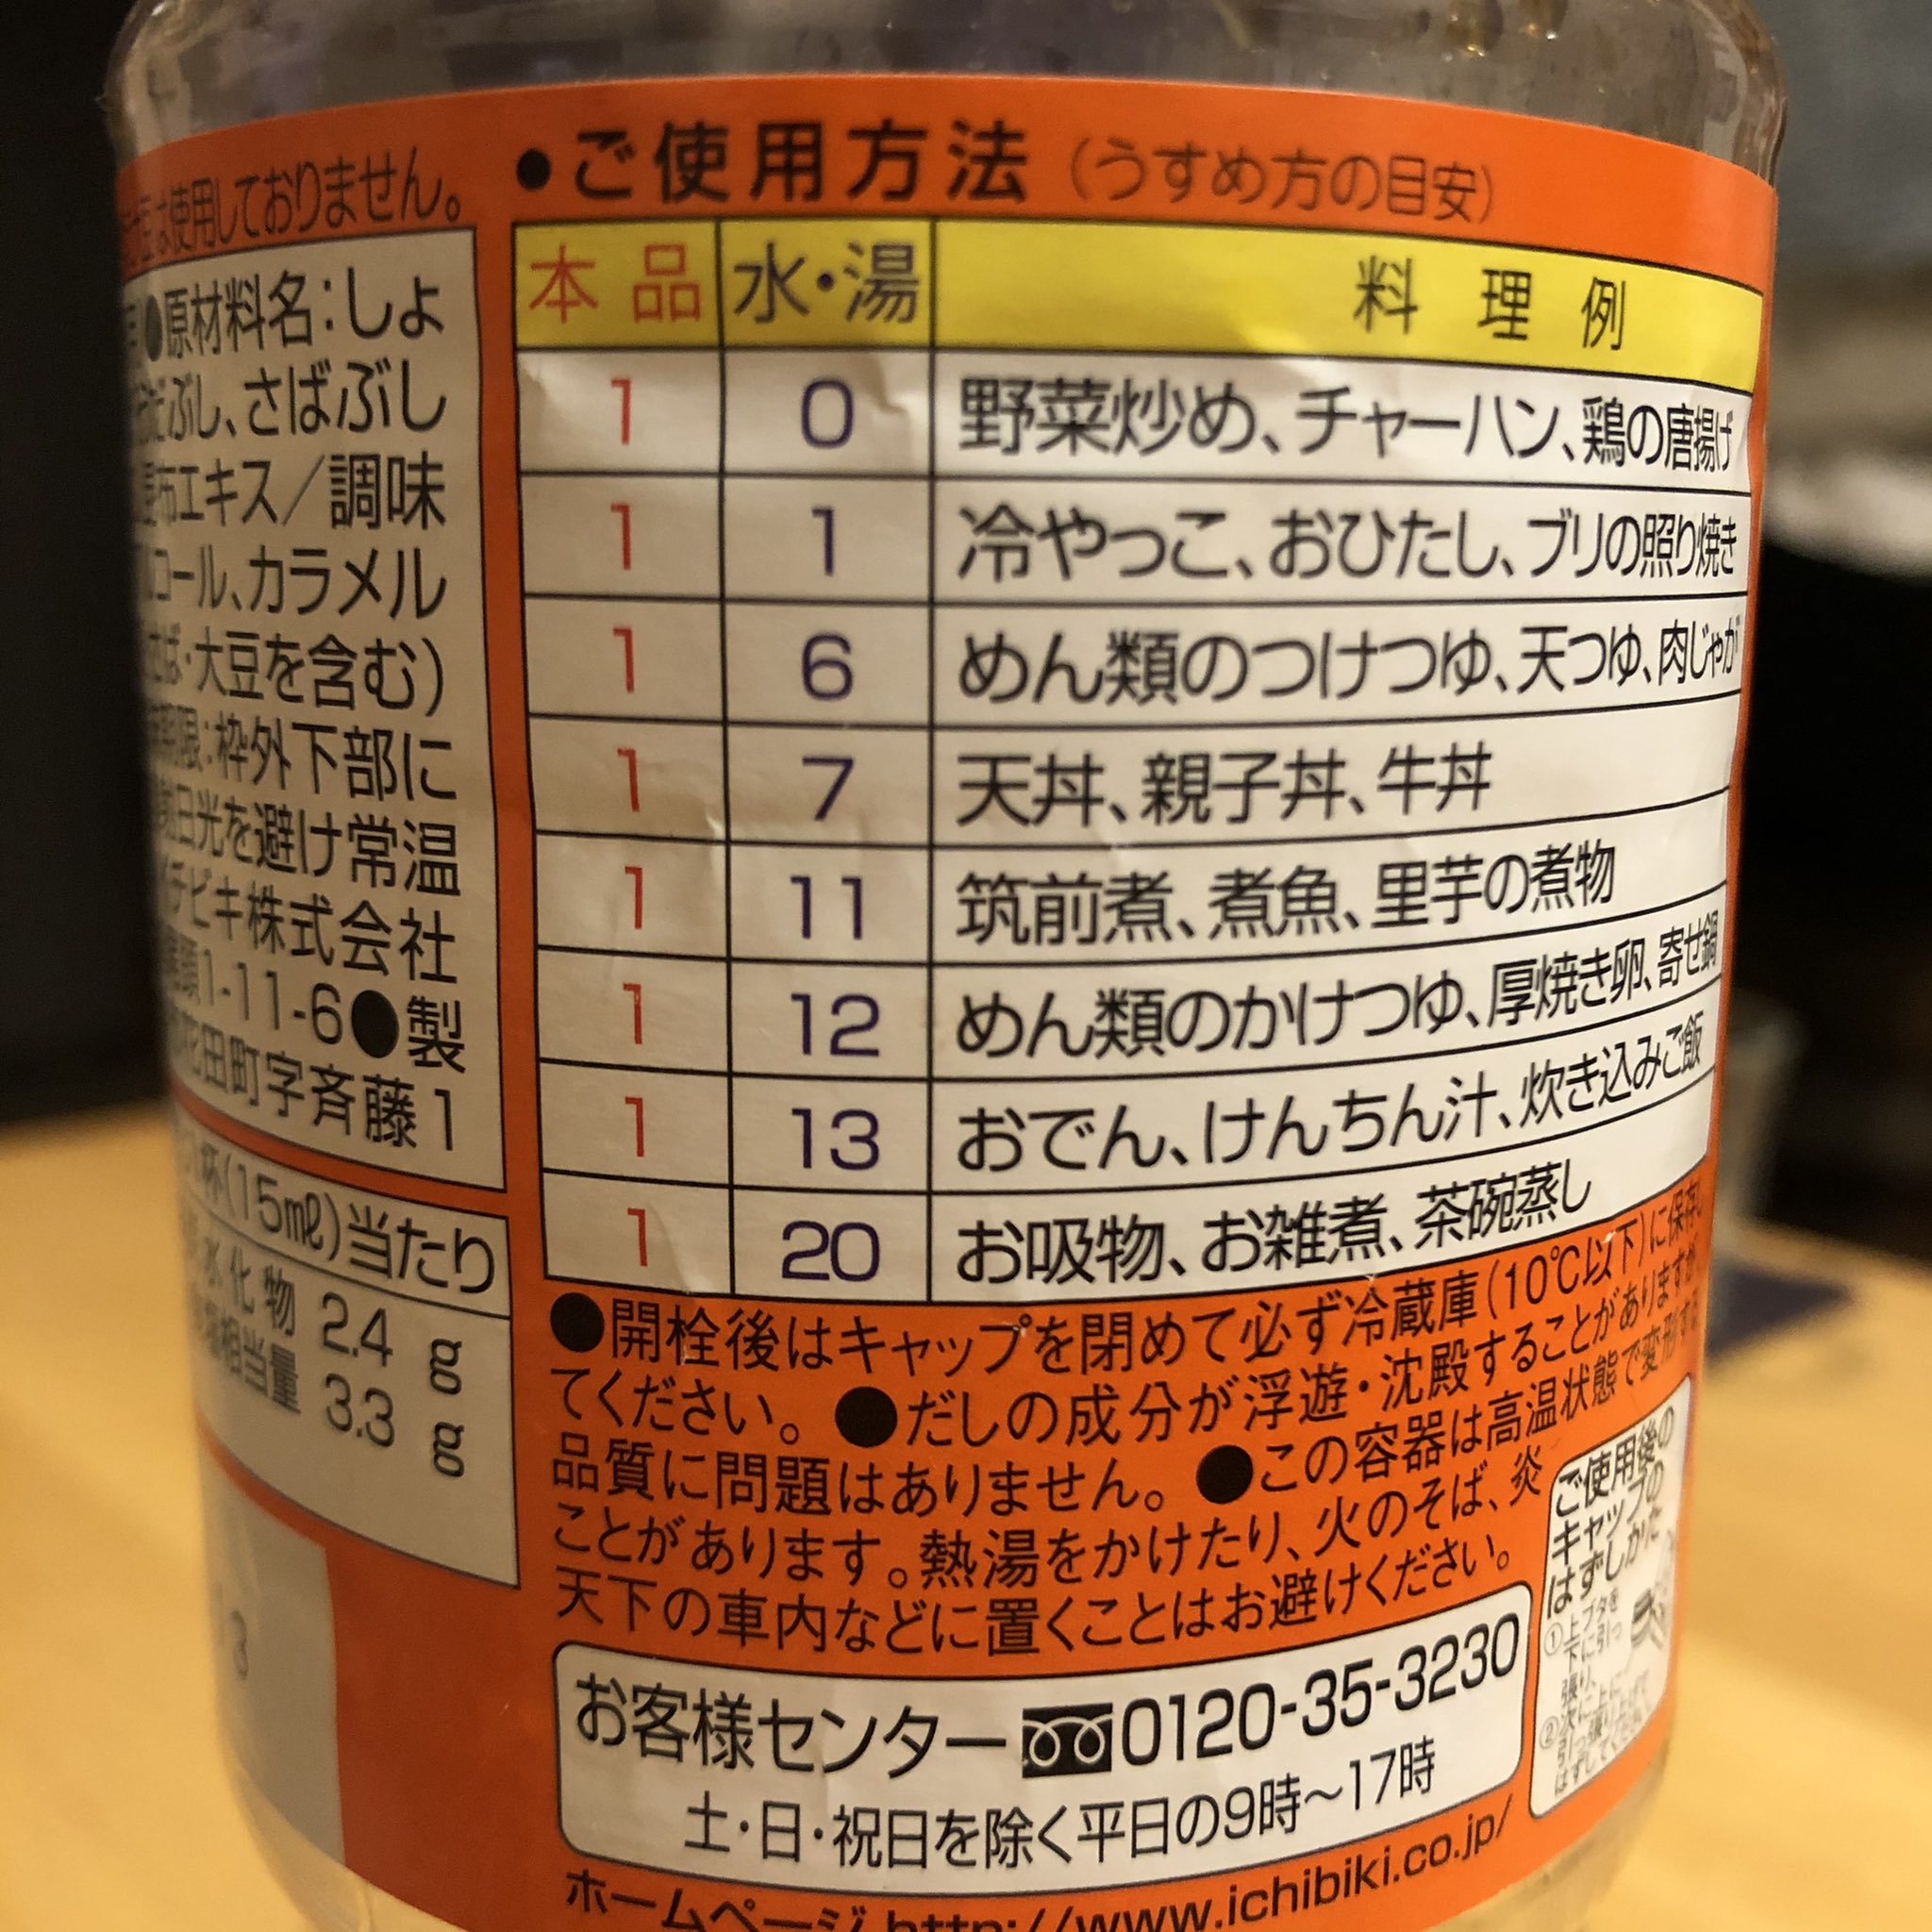 は使用しておりません。
●原材料名:しょ
ぶし、さばぶし
布エキス/調味
コール、カラメル
さば・大豆を含む)
限:枠外下部に
日光を避け常温
チビキ株式会社
1-11-6●製
花田町字斉藤1
杯(15㎖)当たり
水化物 2.4 g
相当量 3.3 g
3
●ご使用方法(うすめ方の目安)
本品 水・湯 料理例
1 0 野菜炒め、チャーハン、鶏の唐揚げ
1 1 冷やっこ、おひたし、ブリの照り焼き
1 6 めん類のつけつゆ、天つゆ、肉じゃが
1 7 天丼、親子丼、牛丼
1 11 筑前煮、煮魚、里芋の煮物
1 12 めん類のかけつゆ、厚焼き卵、寄せ鍋
1 13 おでん、けんちん汁、炊き込みご飯
1 20 お吸物、お雑煮、茶碗蒸し
●開栓後はキャップを閉めて必ず冷蔵庫(10℃以下)に保存し
てください。●だしの成分が浮遊・沈殿することがありますが
品質に問題はありません。●この容器は高温状態で変形する
ことがあります。熱湯をかけたり、火のそば、炎
天下の車内などに置くことはお避けください。
お客様センター 0120-35-3230
土・日・祝日を除く平日の9時～17時
ホームページ http://www.ichibiki.co.jp/
ご使用後の
キャップの
はずしかた
①上ブタを
下に引っ
張り、